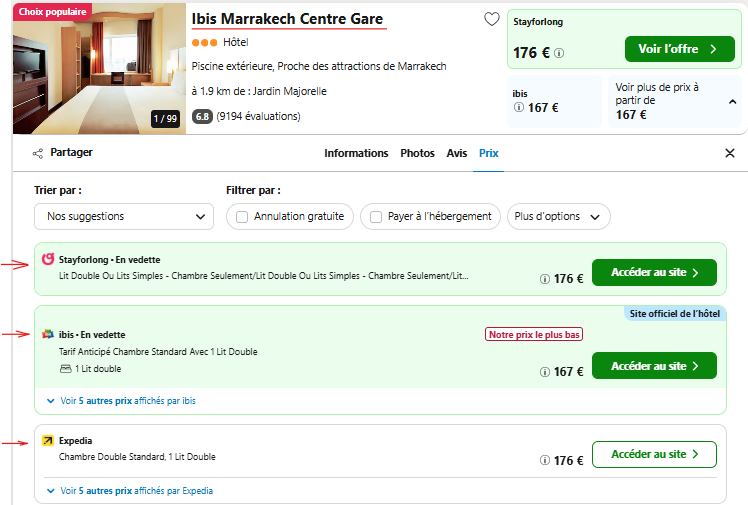 Choix populaire
Ibis Marrakech Centre Gare
Hôtel
Piscine extérieure, Proche des attractions de Marrakech
à 1.9 km de : Jardin Majorelle
6.8 (9194 évaluations)
1 / 99
Stayforlong
176 €
Voir l'offre
ibis
167 €
Voir plus de prix à
partir de
167 €
Partager
Informations Photos Avis Prix
Trier par :
Filtrer par :
Nos suggestions
Annulation gratuite
Payer à l'hébergement
Plus d'options
Stayforlong • En vedette
Lit Double Ou Lits Simples - Chambre Seulement/Lit Double Ou Lits Simples - Chambre Seulement/Lit...
176 €
Accéder au site
Site officiel de l'hôtel
ibis • En vedette
Notre prix le plus bas
Tarif Anticipé Chambre Standard Avec 1 Lit Double
1 Lit double
167 €
Accéder au site
Voir 5 autres prix affichés par ibis
Expedia
Chambre Double Standard, 1 Lit Double
176 €
Accéder au site
Voir 5 autres prix affichés par Expedia